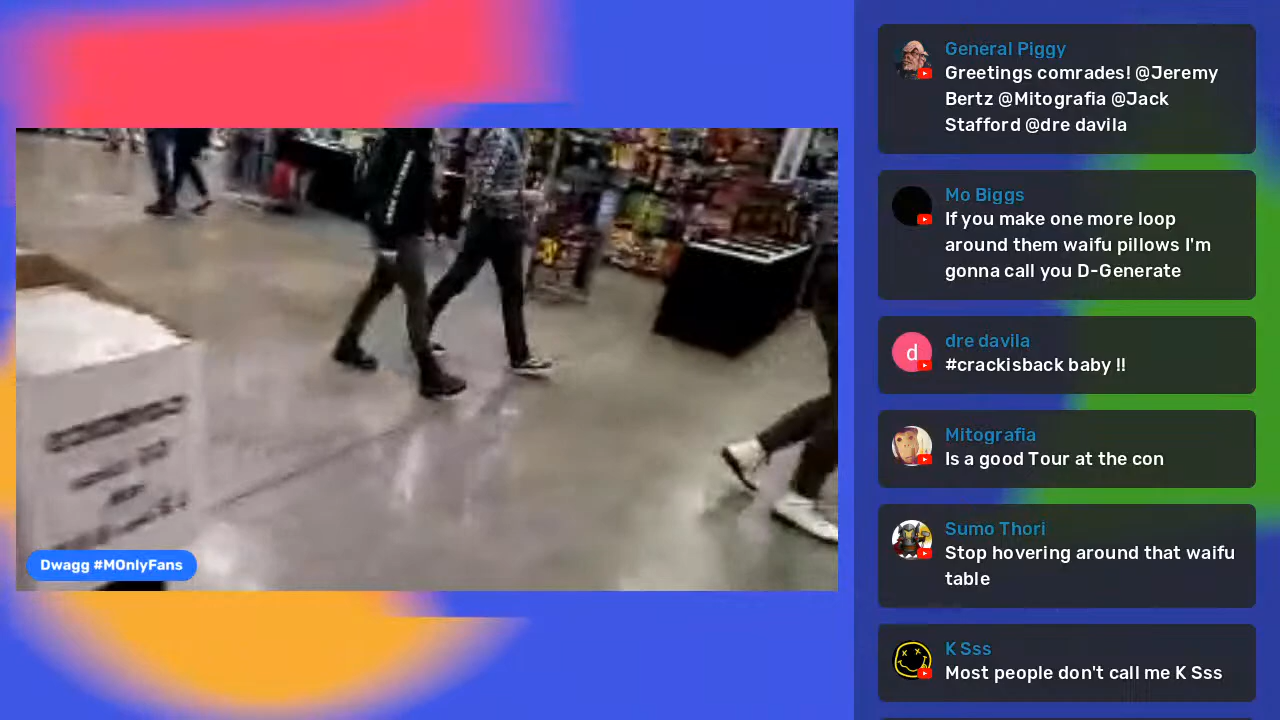 Dwagg #MOnlyFans
General Piggy
Greetings comrades! @Jeremy
Bertz @Mitografia @Jack
Stafford @dre davila
Mo Biggs
If you make one more loop
around them waifu pillows I'm
gonna call you D-Generate
d
dre davila
#crackisback baby !!
Mitografia
Is a good Tour at the con
Sumo Thori
Stop hovering around that waifu
table
K Sss
Most people don't call me K Sss